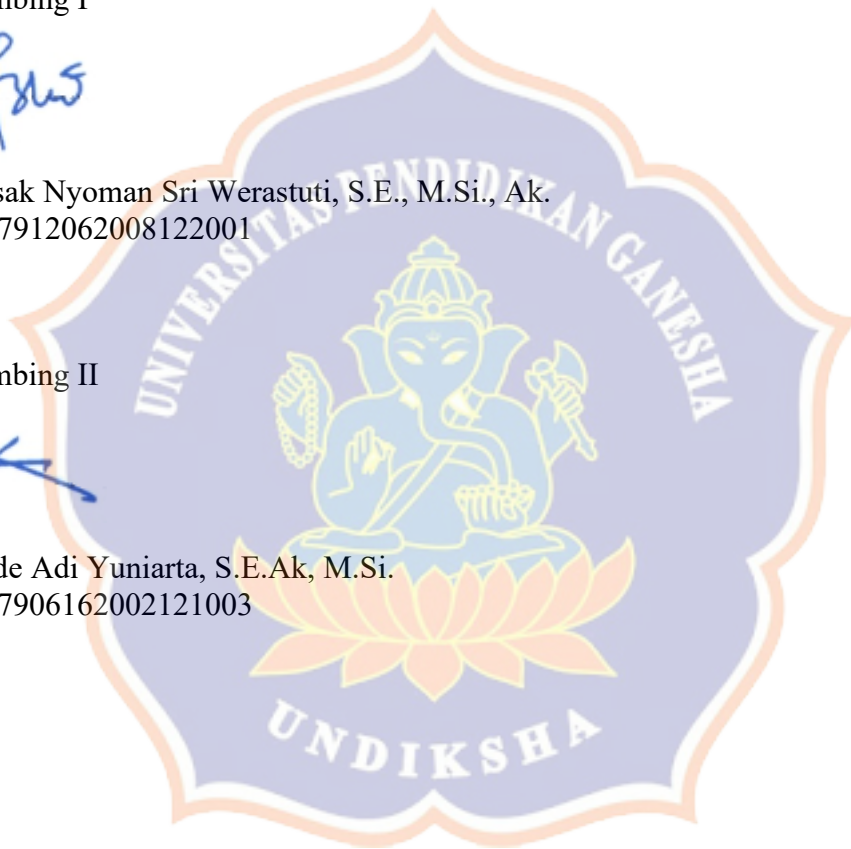 mbing I
sak Nyoman Sri Werastuti, S.E., M.Si., Ak.
7912062008122001
UNIVERSITAS PENDIDIKAN GANESHA
mbing II
de Adi Yuniarta, S.E.Ak, M.Si.
7906162002121003
UNDIKSHA